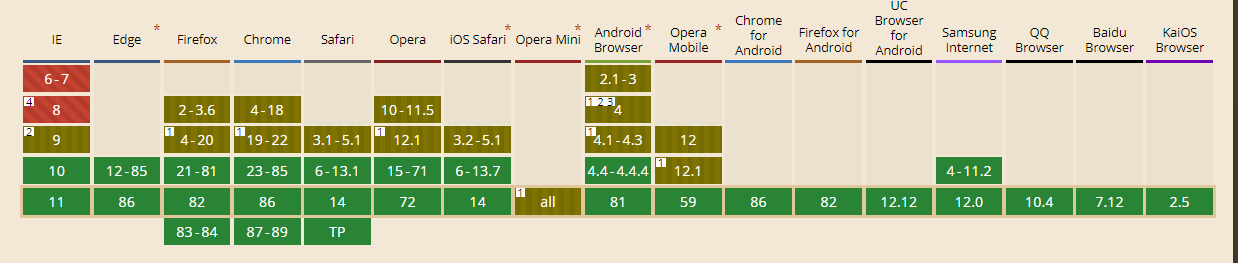 IE Edge * Firefox Chrome Safari Opera iOS Safari * Opera Mini * Android Browser * Opera Mobile * Chrome for Android Firefox for Android UC Browser for Android Samsung Internet QQ Browser Baidu Browser KaiOS Browser
6-7 2.1-3
4 8 2-3.6 4-18 10-11.5 1 2 3 4
2 9 1 4-20 1 19-22 3.1-5.1 1 12.1 3.2-5.1 1 4.1-4.3 12
10 12-85 21-81 23-85 6-13.1 15-71 6-13.7 4.4-4.4.4 1 12.1 4-11.2
11 86 82 86 14 72 14 1 all 81 59 86 82 12.12 12.0 10.4 7.12 2.5
83-84 87-89 TP